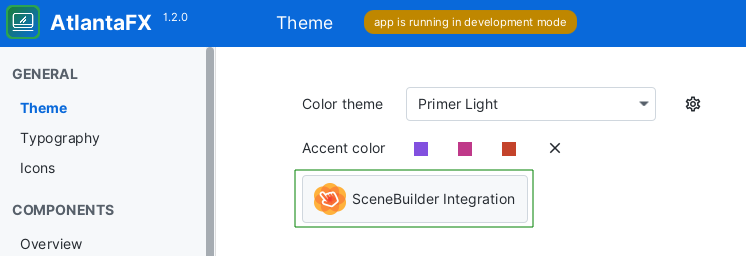 AtlantaFX 1.2.0
Theme
app is running in development mode
GENERAL
Theme
Typography
Icons
COMPONENTS
Overview
Color theme
Primer Light
Accent color
SceneBuilder Integration